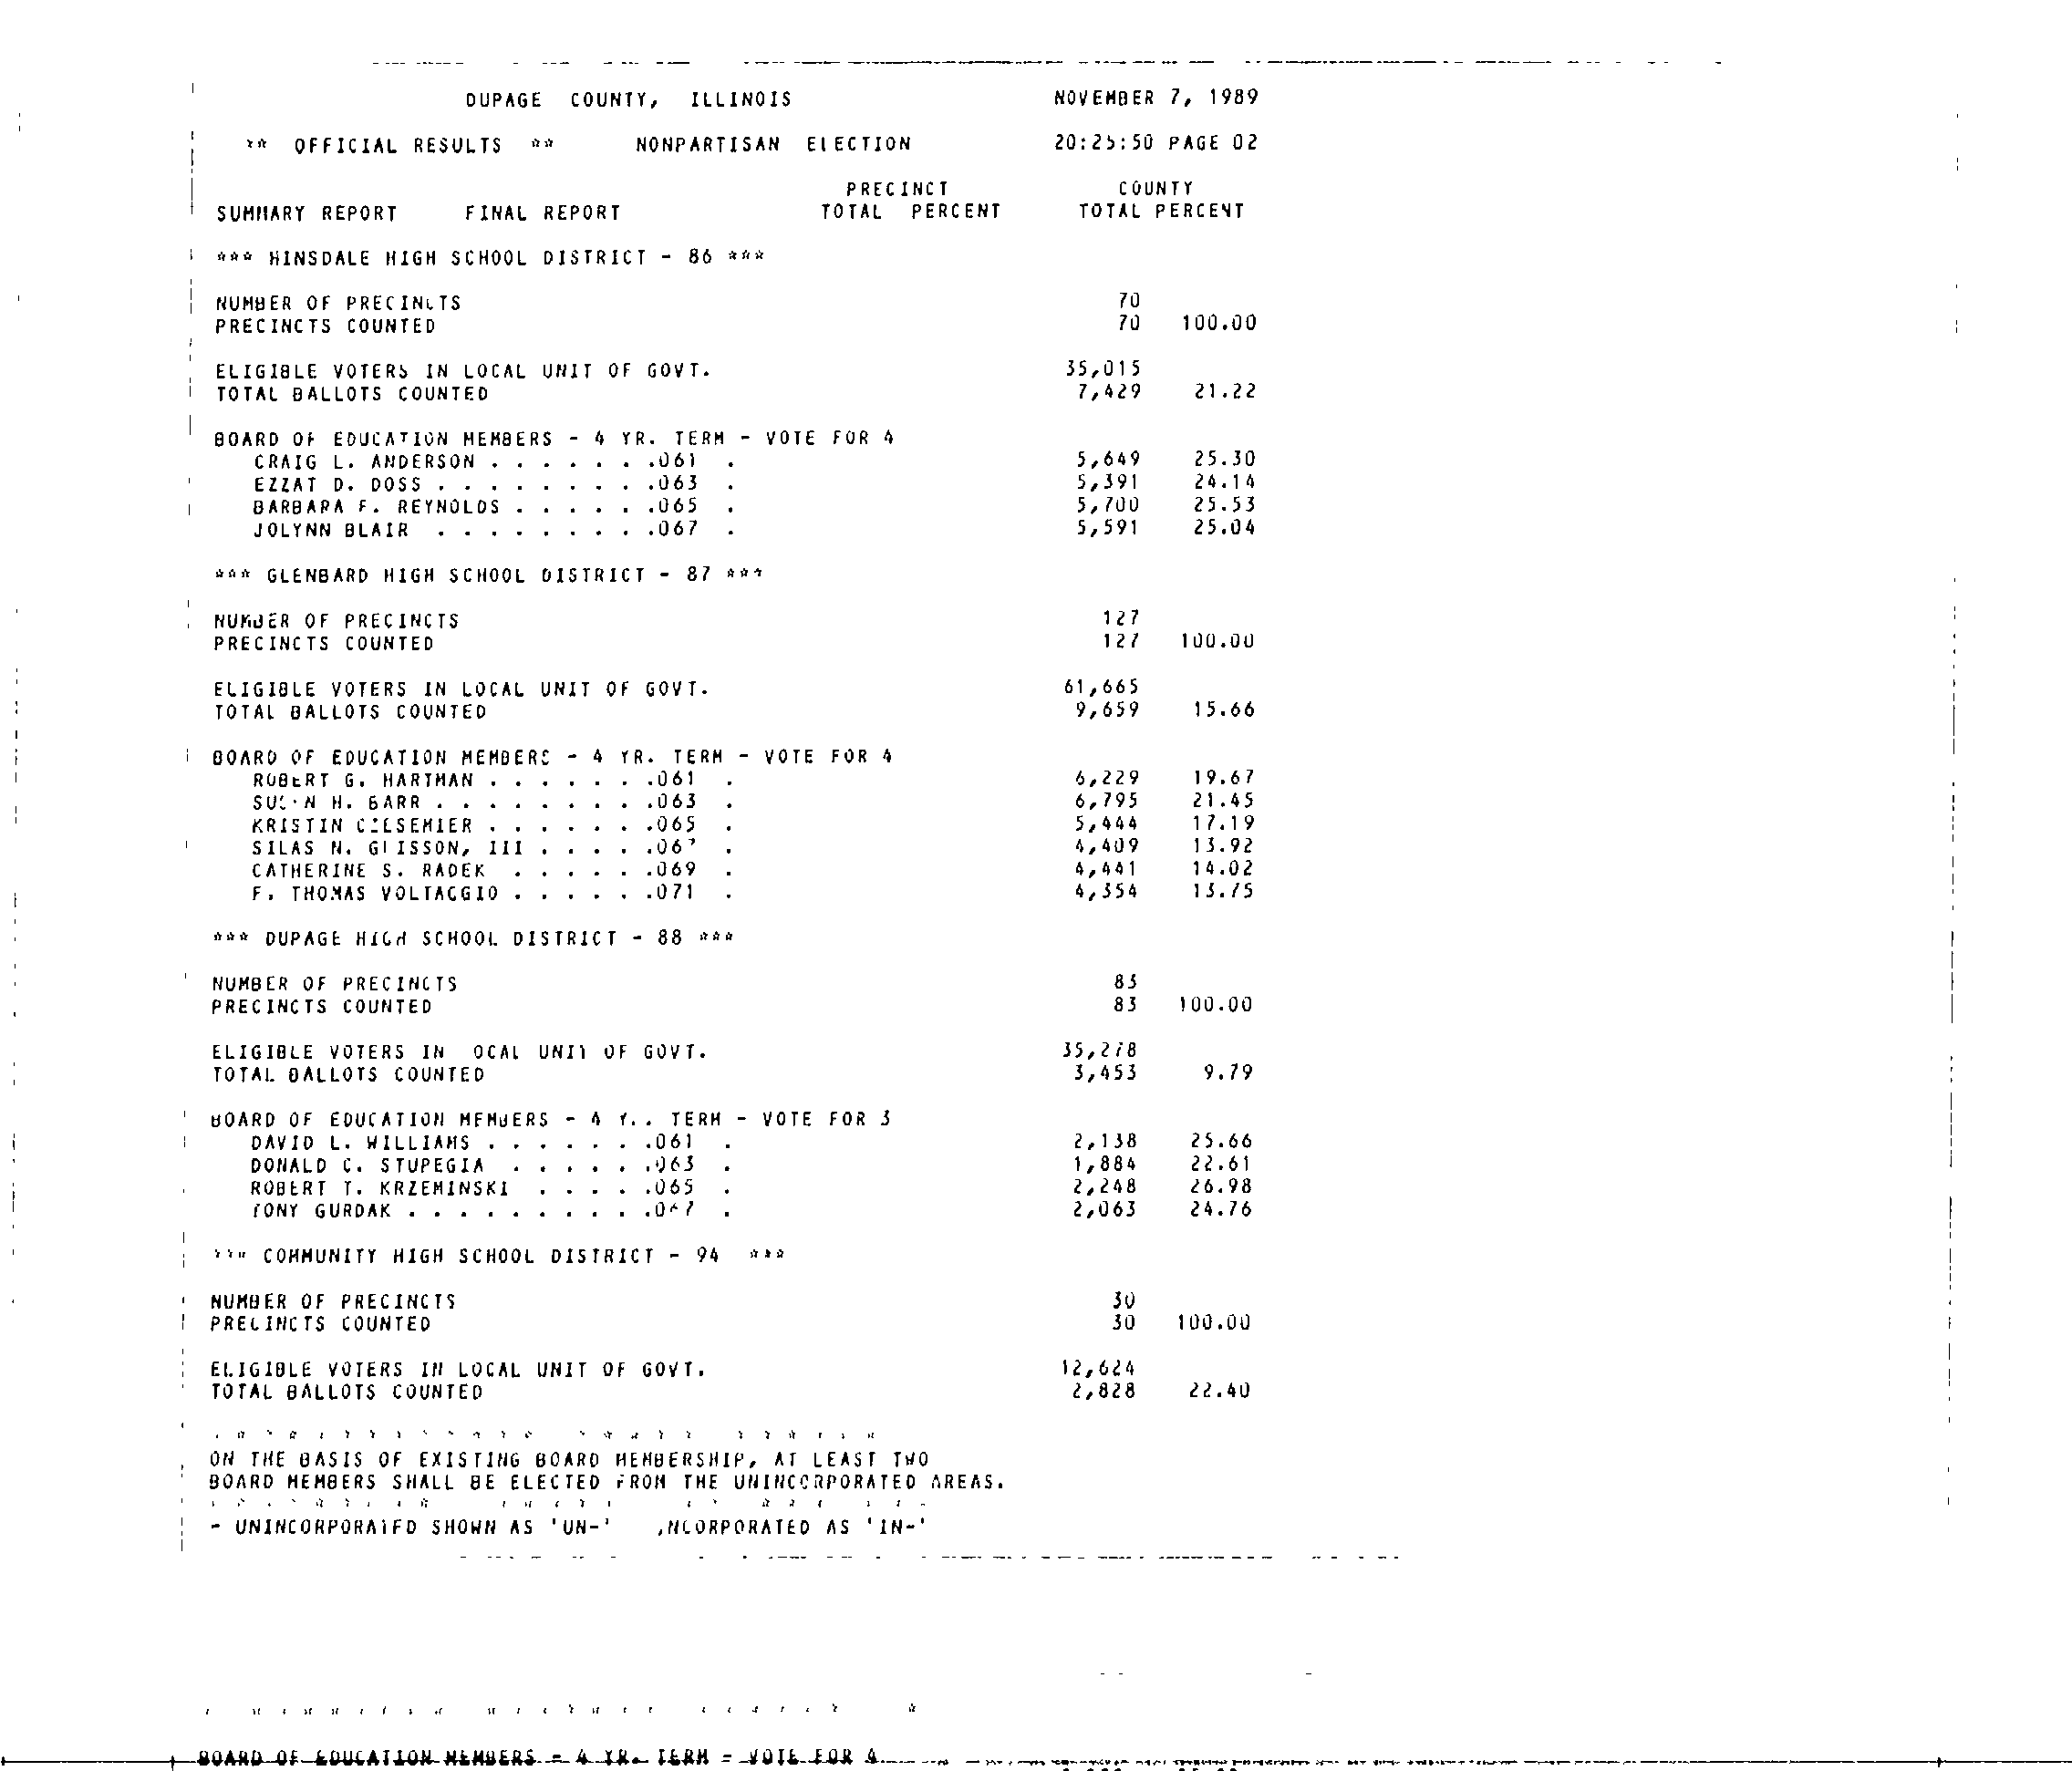 DUPAGE COUNTY, ILLINOIS NOVEMBER 7, 1989
** OFFICIAL RESULTS ** NONPARTISAN ELECTION 20:25:50 PAGE 02
PRECINCT COUNTY
SUMMARY REPORT FINAL REPORT TOTAL PERCENT TOTAL PERCENT
*** HINSDALE HIGH SCHOOL DISTRICT - 86 ***
NUMBER OF PRECINCTS 70
PRECINCTS COUNTED 70 100.00
ELIGIBLE VOTERS IN LOCAL UNIT OF GOVT. 35,015
TOTAL BALLOTS COUNTED 7,429 21.22
BOARD OF EDUCATION MEMBERS - 4 YR. TERM - VOTE FOR 4
CRAIG L. ANDERSON . . . . . . .061 . 5,649 25.30
EZZAT D. DOSS . . . . . . . . .063 . 5,391 24.14
BARBARA F. REYNOLDS . . . . . .065 . 5,700 25.53
JOLYNN BLAIR . . . . . . . . .067 . 5,591 25.04
*** GLENBARD HIGH SCHOOL DISTRICT - 87 ***
NUMBER OF PRECINCTS 127
PRECINCTS COUNTED 127 100.00
ELIGIBLE VOTERS IN LOCAL UNIT OF GOVT. 61,665
TOTAL BALLOTS COUNTED 9,659 15.66
BOARD OF EDUCATION MEMBERS - 4 YR. TERM - VOTE FOR 4
ROBERT G. HARTMAN . . . . . . .061 . 6,229 19.67
H. BARR . . . . . . . . .063 . 6,795 21.45
KRISTIN . . . . . . .065 . 5,444 17.19
SILAS N. GLISSON, III . . . . .067 . 4,409 13.92
CATHERINE S. RADEK . . . . . .069 . 4,441 14.02
F. THOMAS VOLTAGGIO . . . . . .071 . 4,354 13.75
*** DUPAGE HIGH SCHOOL DISTRICT - 88 ***
NUMBER OF PRECINCTS 83
PRECINCTS COUNTED 83 100.00
ELIGIBLE VOTERS IN OCAL UNIT OF GOVT. 35,278
TOTAL BALLOTS COUNTED 3,453 9.79
BOARD OF EDUCATION MEMBERS - 4 Y.. TERM - VOTE FOR 3
DAVID L. WILLIAMS . . . . . . .061 . 2,138 25.66
DONALD C. STUPEGIA . . . . . .063 . 1,884 22.61
ROBERT T. KRZEMINSKI . . . . .065 . 2,248 26.98
TONY GURDAK . . . . . . . . . .067 . 2,063 24.76
*** COMMUNITY HIGH SCHOOL DISTRICT - 94 ***
NUMBER OF PRECINCTS 30
PRECINCTS COUNTED 30 100.00
ELIGIBLE VOTERS IN LOCAL UNIT OF GOVT. 12,624
TOTAL BALLOTS COUNTED 2,828 22.40
ON THE BASIS OF EXISTING BOARD MEMBERSHIP, AT LEAST TWO
BOARD MEMBERS SHALL BE ELECTED FROM THE UNINCORPORATED AREAS.
- UNINCORPORATED SHOWN AS 'UN-' INCORPORATED AS 'IN-'
BOARD OF EDUCATION MEMBERS - 4 YR. TERM - VOTE FOR 4